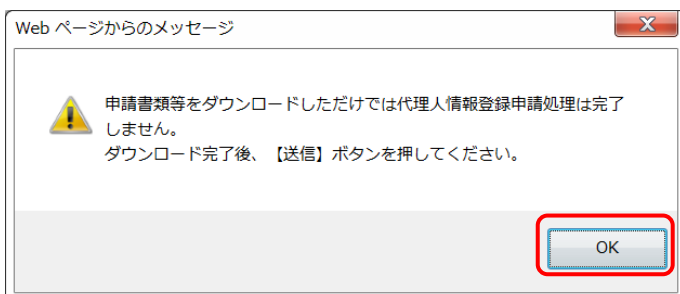 Web ページからのメッセージ
申請書類等をダウンロードしただけでは代理人情報登録申請処理は完了
しません。
ダウンロード完了後、【送信】ボタンを押してください。
OK